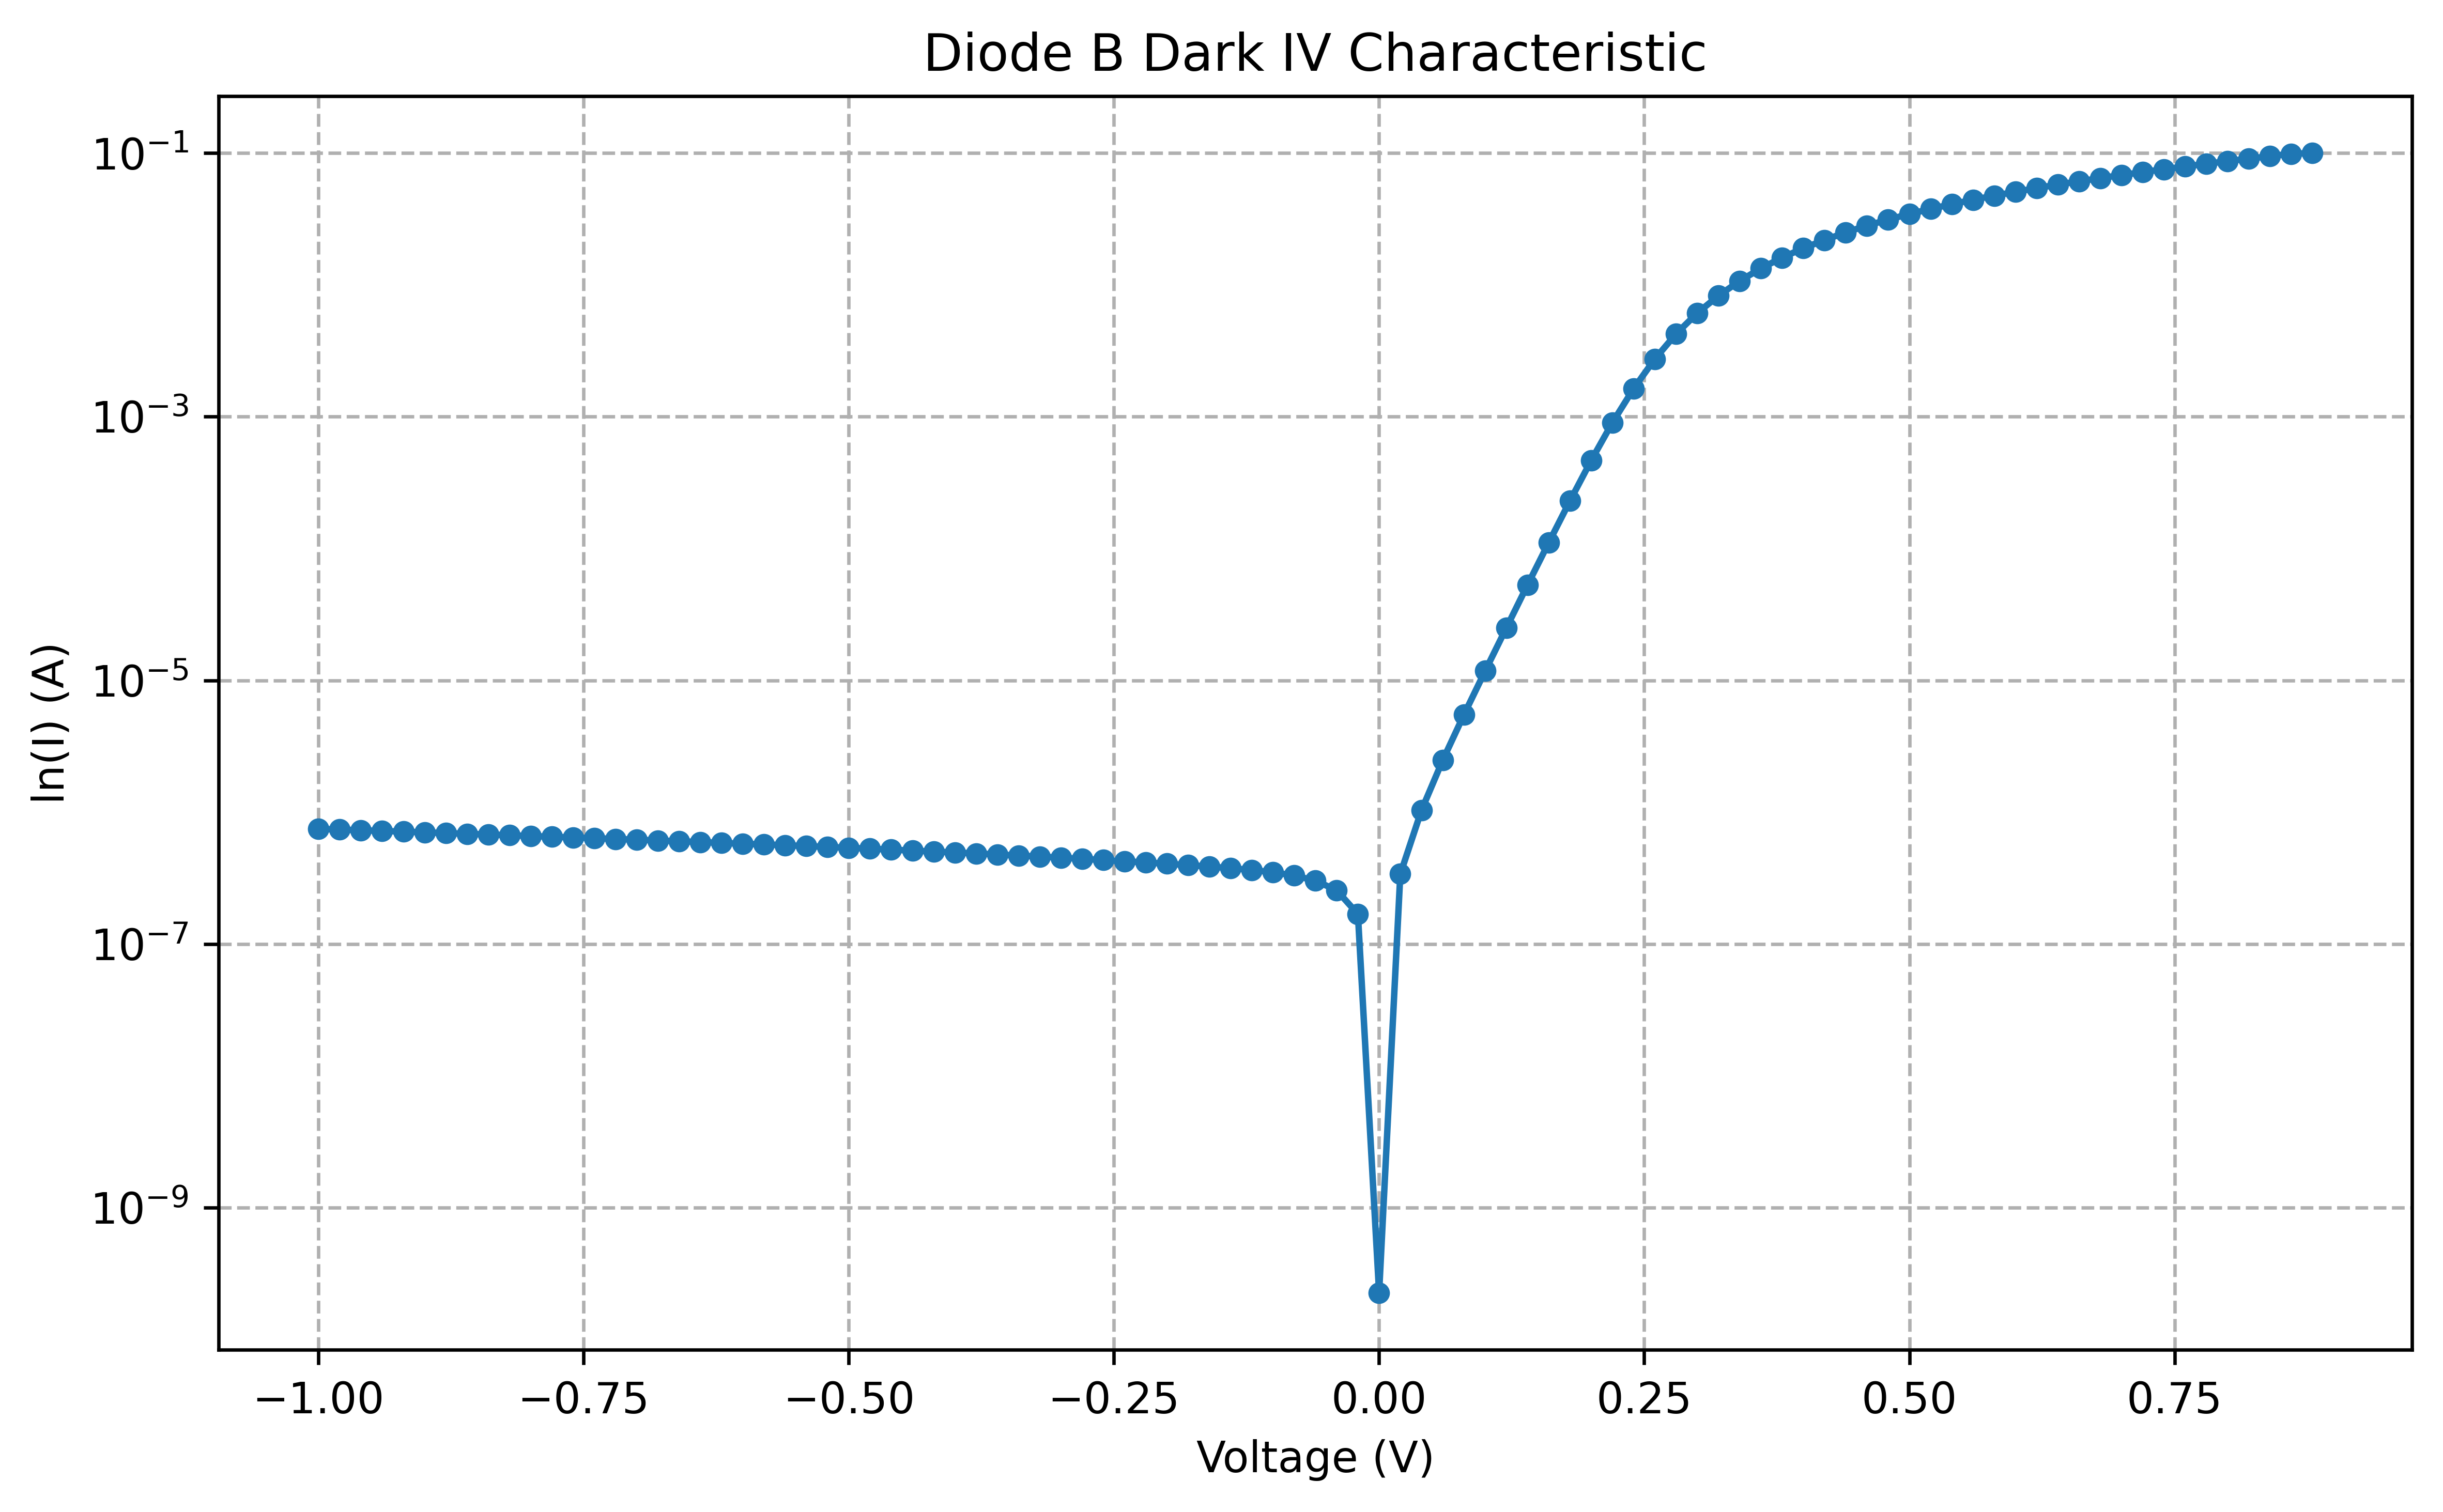 Diode B Dark IV Characteristic
ln(I) (A)
10⁻¹
10⁻³
10⁻⁵
10⁻⁷
10⁻⁹
−1.00 −0.75 −0.50 −0.25 0.00 0.25 0.50 0.75
Voltage (V)